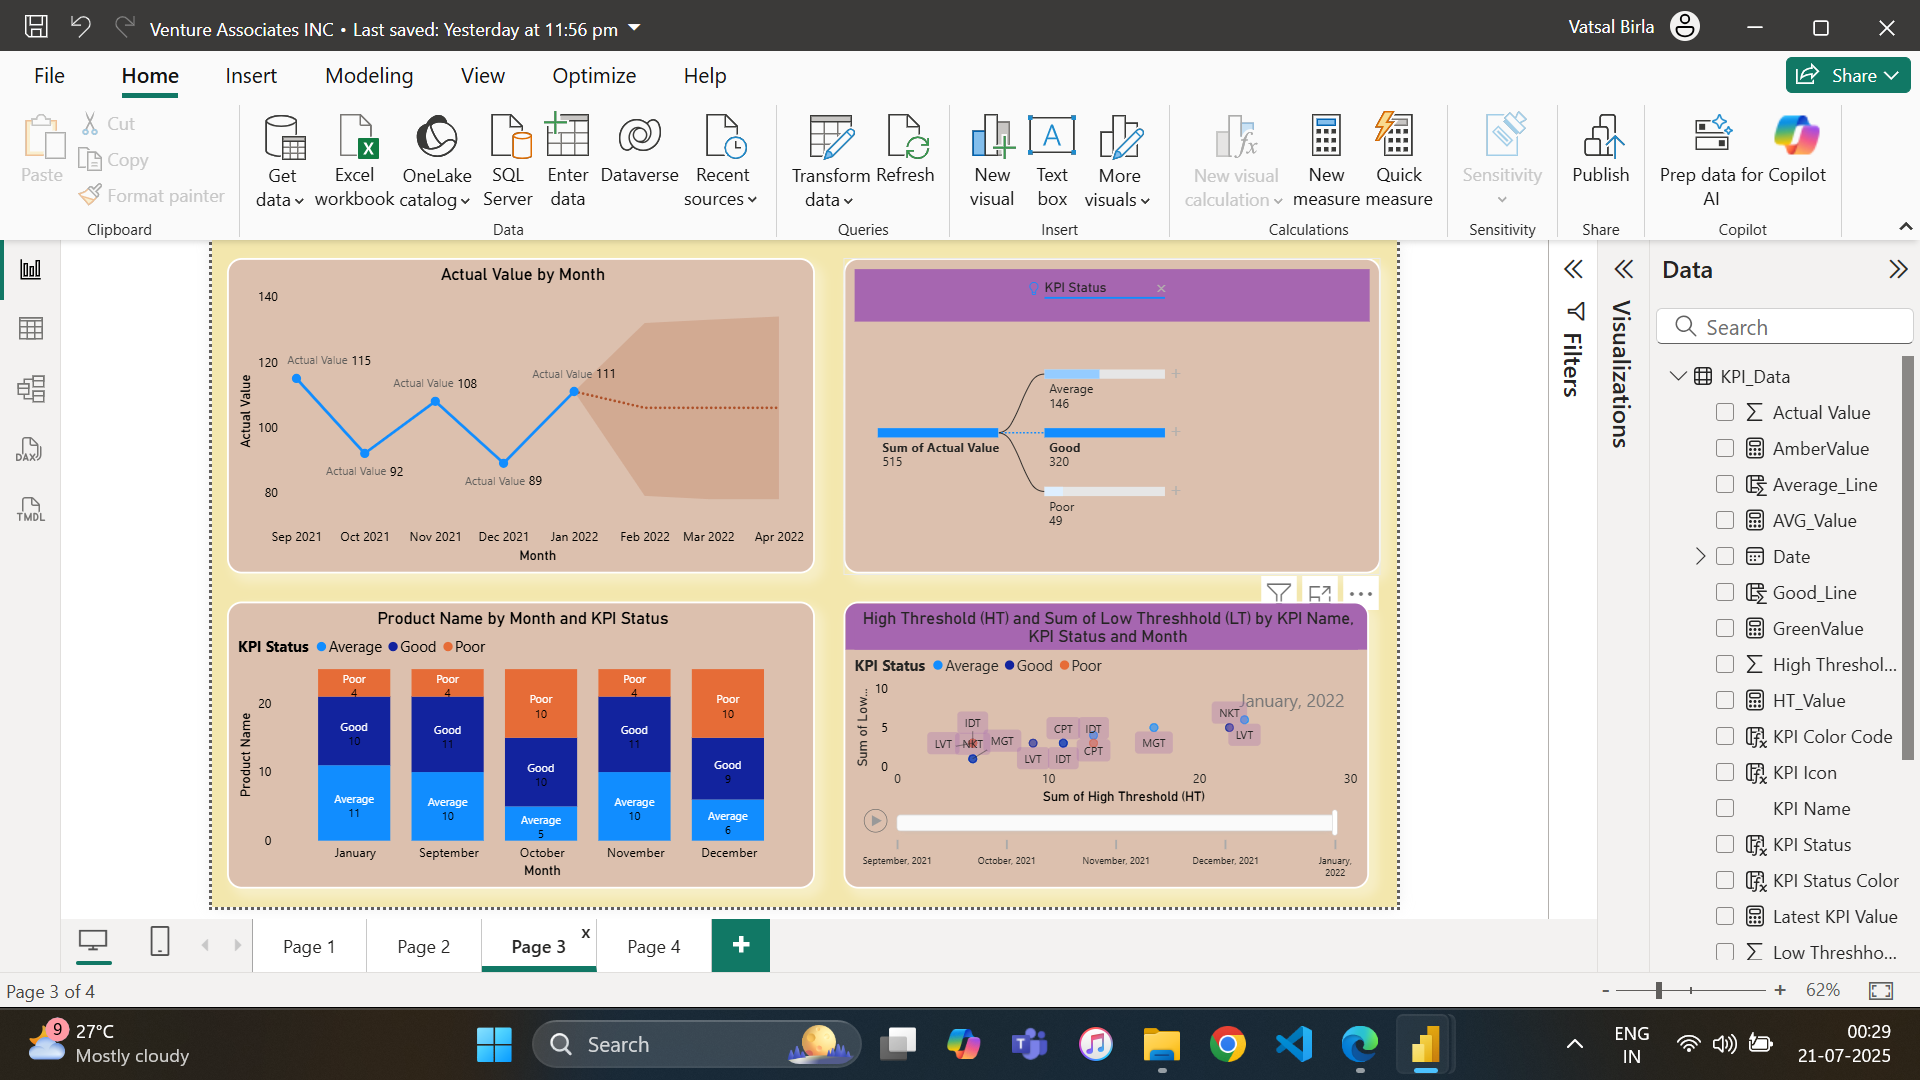 Venture Associates INC • Last saved: Yesterday at 11:56 pm
Vatsal Birla
File
Home
Insert
Modeling
View
Optimize
Help
Share
Paste
Cut
Copy
Format painter
Clipboard
Get data
Excel workbook
OneLake catalog
SQL Server
Enter data
Dataverse
Recent sources
Data
Transform data
Refresh
Queries
New visual
A
Text box
More visuals
Insert
New visual calculation
New measure
Quick measure
Calculations
Sensitivity
Sensitivity
Publish
Share
Prep data for AI
Copilot
Copilot
DAX
TMDL
Actual Value by Month
140
120
100
80
Actual Value
Actual Value 115
Actual Value 92
Actual Value 108
Actual Value 89
Actual Value 111
Sep 2021
Oct 2021
Nov 2021
Dec 2021
Jan 2022
Feb 2022
Mar 2022
Apr 2022
Month
KPI Status
Sum of Actual Value
515
Average
146
Good
320
Poor
49
Product Name by Month and KPI Status
KPI Status
Average
Good
Poor
Product Name
20
10
0
Poor
4
Good
10
Average
11
Poor
4
Good
11
Average
10
Poor
10
Good
10
Average
5
Poor
4
Good
11
Average
10
Poor
10
Good
9
Average
6
January
September
October
November
December
Month
High Threshold (HT) and Sum of Low Threshhold (LT) by KPI Name,
KPI Status and Month
KPI Status
Average
Good
Poor
January, 2022
Sum of Low...
10
5
0
IDT
LVT
NKT
MGT
LVT
CPT
IDT
IDT
CPT
MGT
NKT
LVT
0
10
20
30
Sum of High Threshold (HT)
September, 2021
October, 2021
November, 2021
December, 2021
January,
2022
Filters
Visualizations
Data
Search
KPI_Data
Actual Value
AmberValue
Average_Line
AVG_Value
Date
Good_Line
GreenValue
High Threshol...
HT_Value
KPI Color Code
KPI Icon
KPI Name
KPI Status
KPI Status Color
Latest KPI Value
Low Threshho...
Page 1
Page 2
Page 3
Page 4
Page 3 of 4
62%
9
27°C
Mostly cloudy
Search
ENG
IN
00:29
21-07-2025